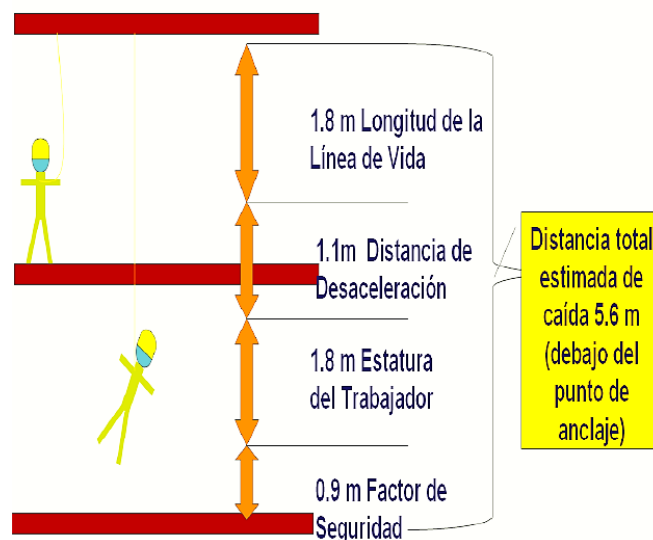 1.8 m Longitud de la
Línea de Vida
1.1m Distancia de
Desaceleración
1.8 m Estatura
del Trabajador
0.9 m Factor de
Seguridad
Distancia total
estimada de
caída 5.6 m
(debajo del
punto de
anclaje)